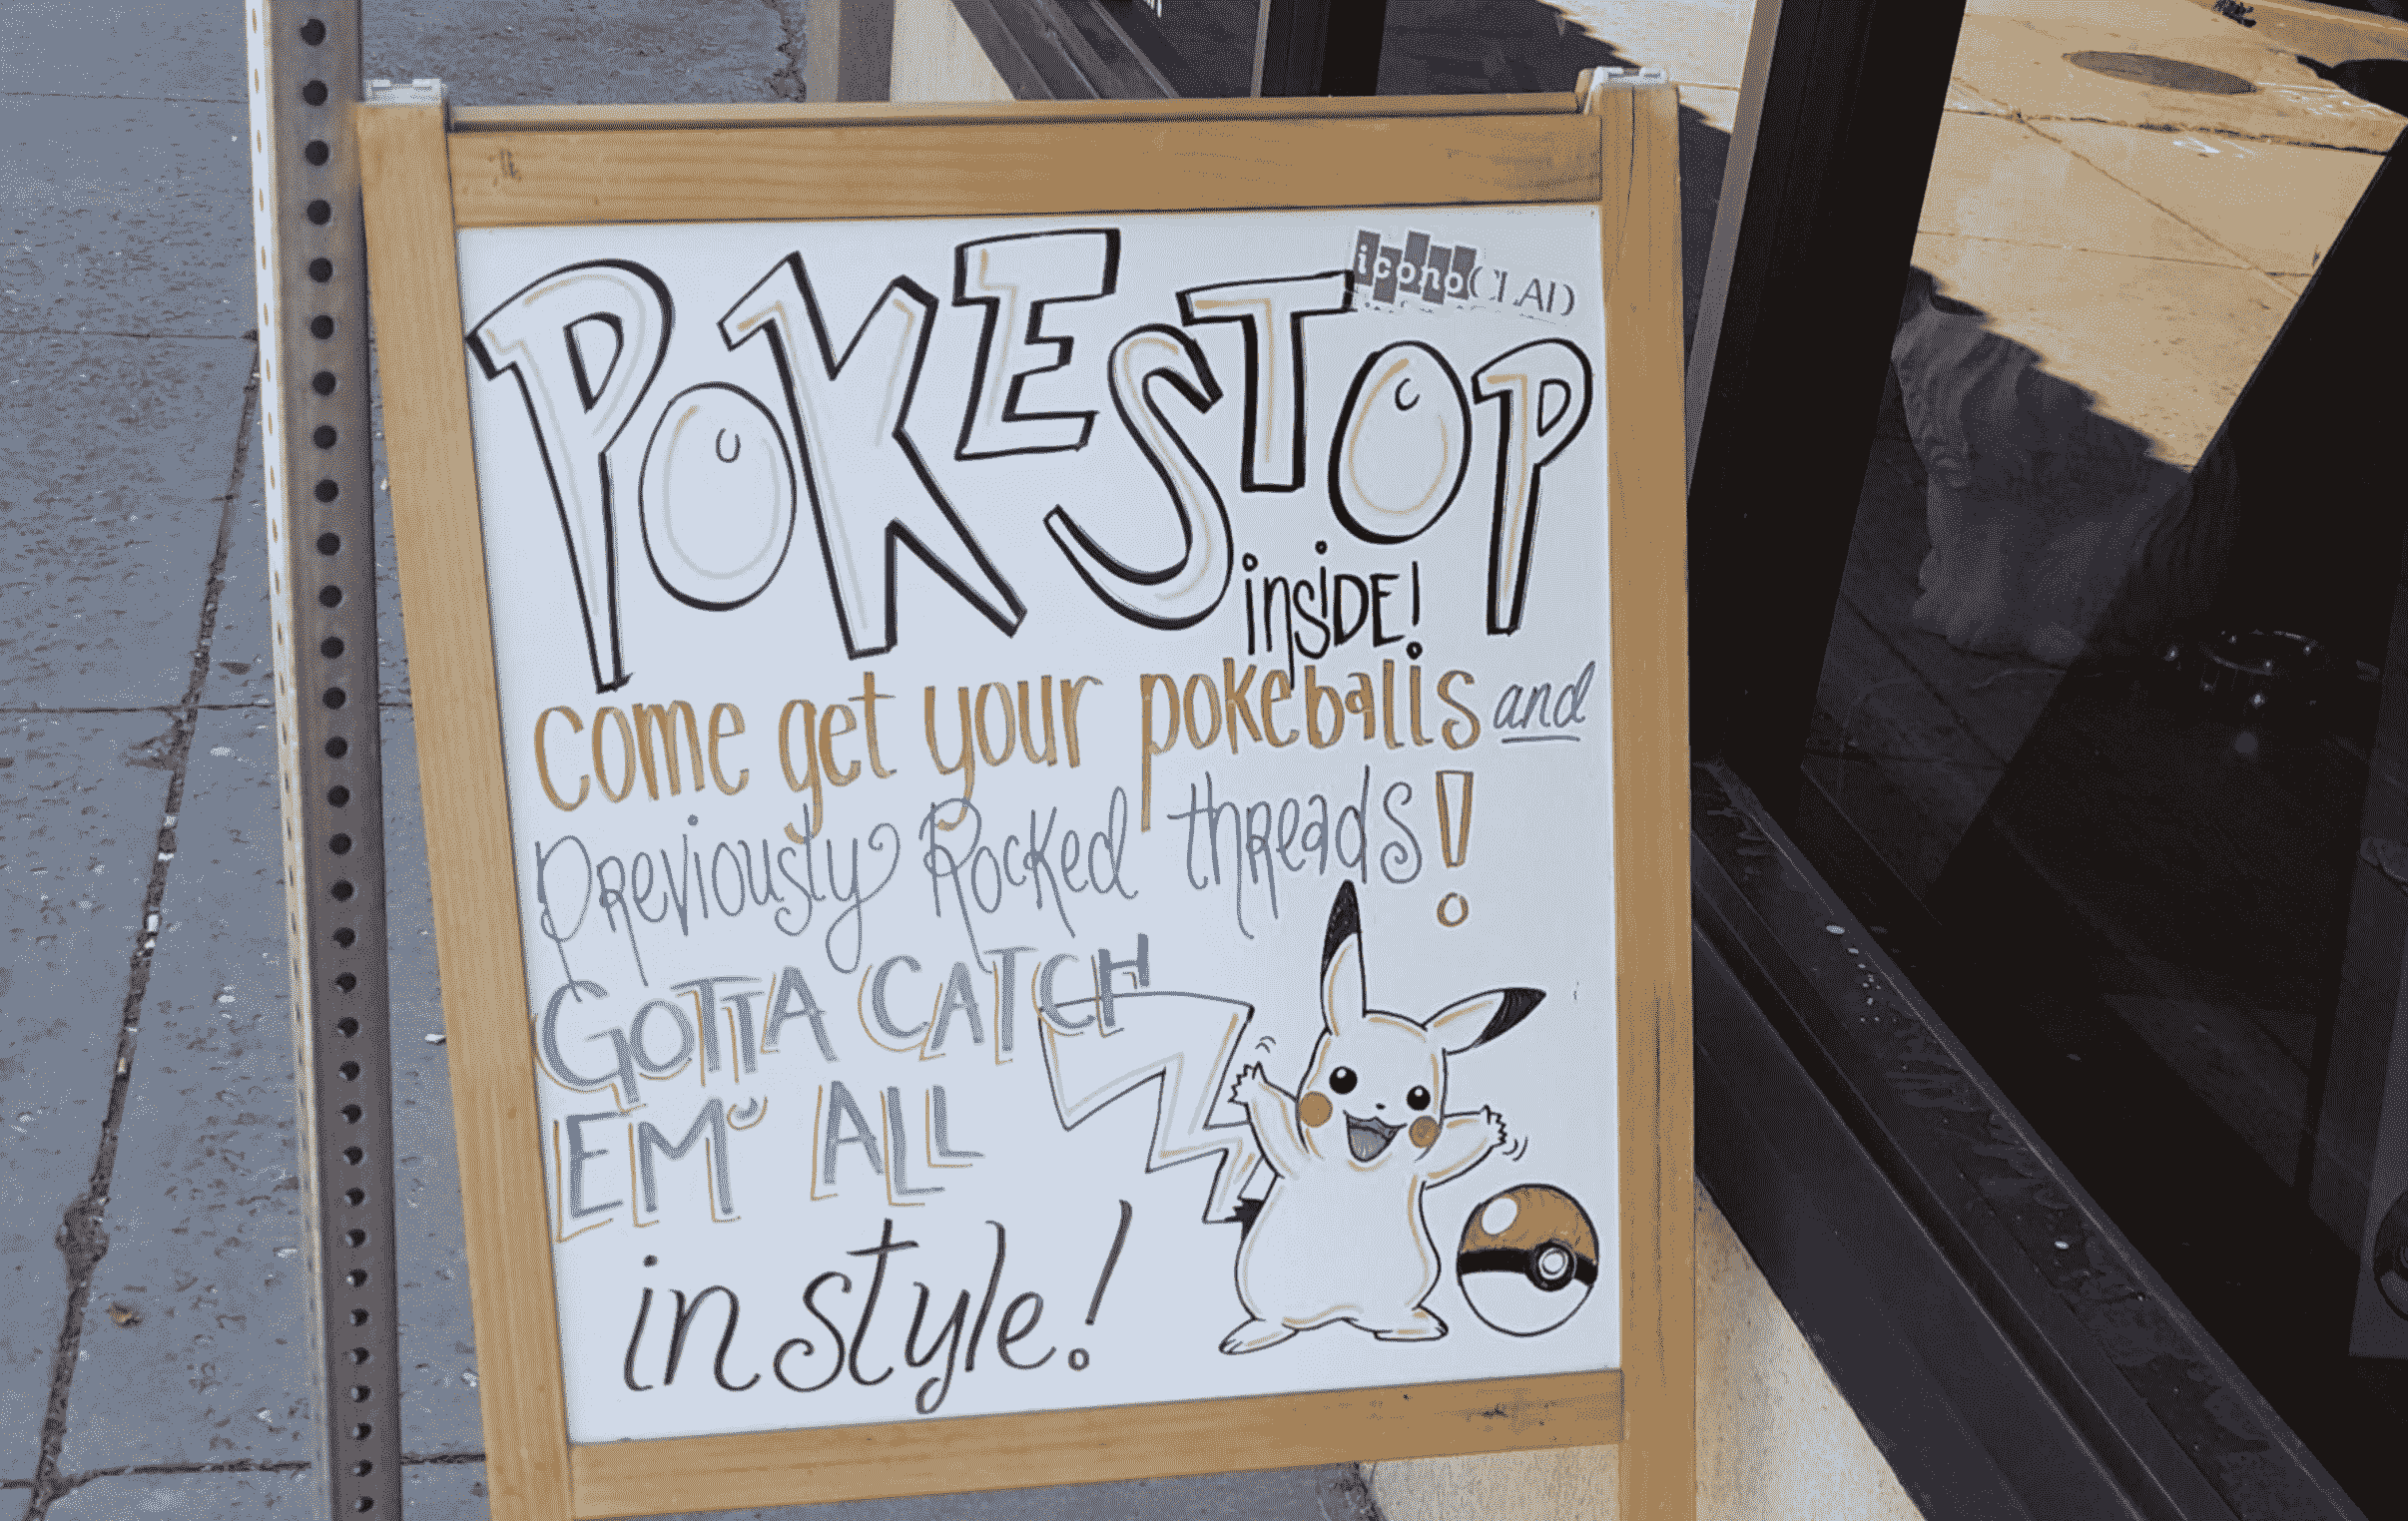 iconoCLAD
POKESTOP
insiDE!
come get your pokeballs and
Previously Rocked threads!
GOTTA CATCH
EM' ALL
in style!